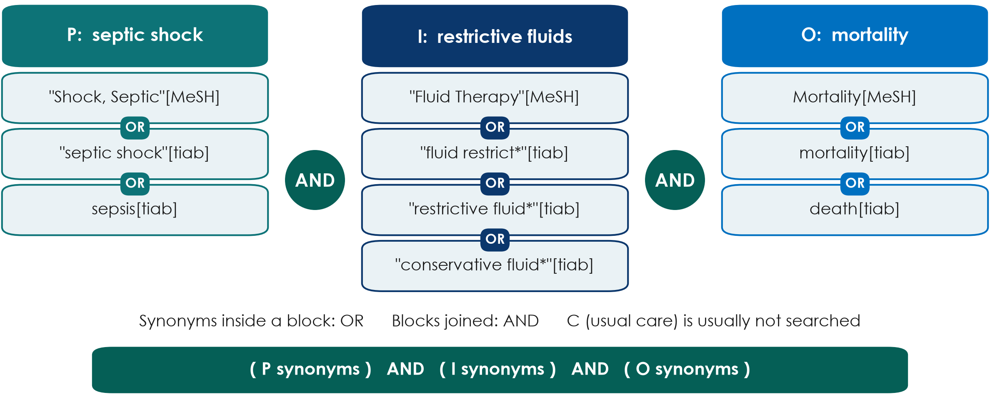 P: septic shock
"Shock, Septic"[MeSH]
OR
"septic shock"[tiab]
OR
sepsis[tiab]
AND
I: restrictive fluids
"Fluid Therapy"[MeSH]
OR
"fluid restrict*"[tiab]
OR
"restrictive fluid*"[tiab]
OR
"conservative fluid*"[tiab]
AND
O: mortality
Mortality[MeSH]
OR
mortality[tiab]
OR
death[tiab]
Synonyms inside a block: OR Blocks joined: AND C (usual care) is usually not searched
( P synonyms ) AND ( I synonyms ) AND ( O synonyms )